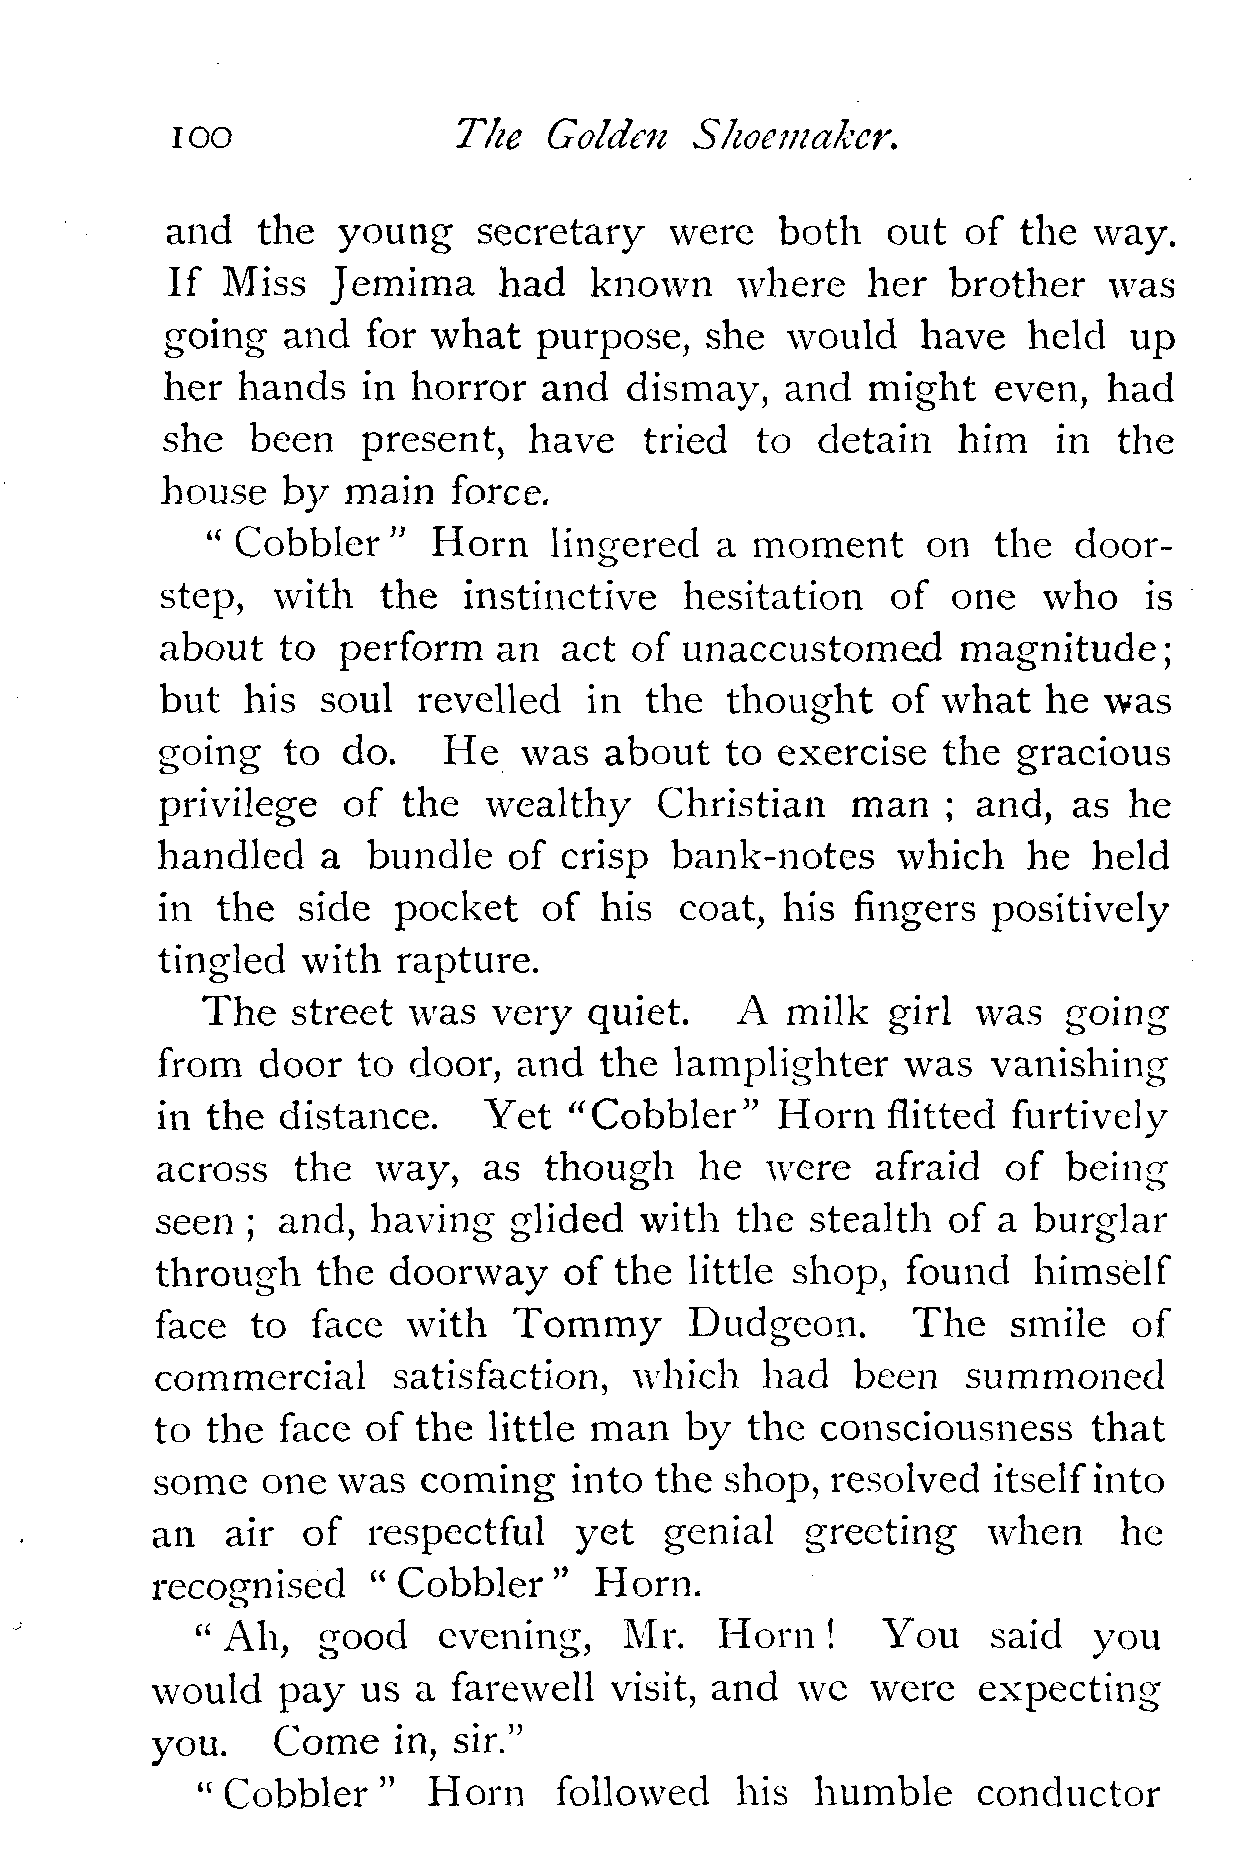 100 The Golden Shoemaker.
and the young secretary were both out of the way.
If Miss Jemima had known where her brother was
going and for what purpose, she would have held up
her hands in horror and dismay, and might even, had
she been present, have tried to detain him in the
house by main force.
" Cobbler " Horn lingered a moment on the door-
step, with the instinctive hesitation of one who is
about to perform an act of unaccustomed magnitude;
but his soul revelled in the thought of what he was
going to do. He was about to exercise the gracious
privilege of the wealthy Christian man ; and, as he
handled a bundle of crisp bank-notes which he held
in the side pocket of his coat, his fingers positively
tingled with rapture.
The street was very quiet. A milk girl was going
from door to door, and the lamplighter was vanishing
in the distance. Yet "Cobbler" Horn flitted furtively
across the way, as though he were afraid of being
seen ; and, having glided with the stealth of a burglar
through the doorway of the little shop, found himself
face to face with Tommy Dudgeon. The smile of
commercial satisfaction, which had been summoned
to the face of the little man by the consciousness that
some one was coming into the shop, resolved itself into
an air of respectful yet genial greeting when he
recognised " Cobbler " Horn.
" Ah, good evening, Mr. Horn ! You said you
would pay us a farewell visit, and we were expecting
you. Come in, sir."
" Cobbler " Horn followed his humble conductor